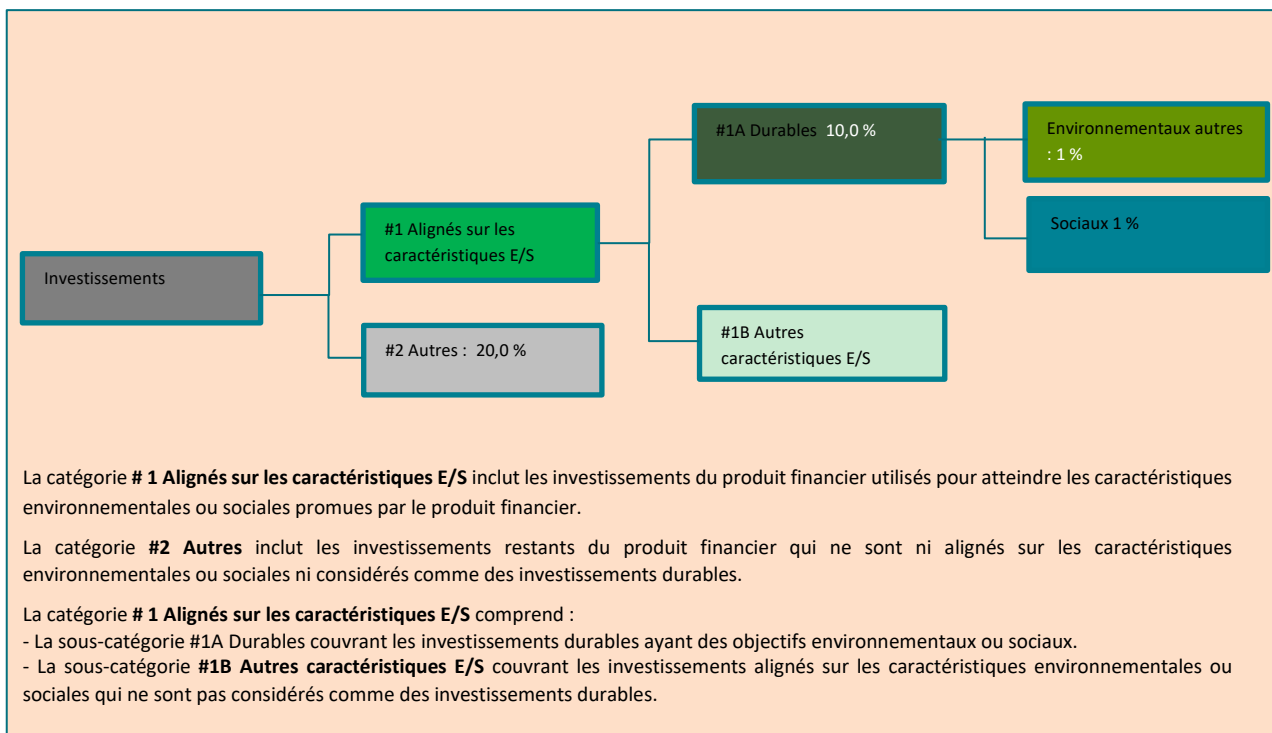 #1A Durables 10,0 %
Environnementaux autres
: 1 %
#1 Alignés sur les
caractéristiques E/S
Sociaux 1 %
Investissements
#2 Autres : 20,0 %
#1B Autres
caractéristiques E/S
La catégorie # 1 Alignés sur les caractéristiques E/S inclut les investissements du produit financier utilisés pour atteindre les caractéristiques
environnementales ou sociales promues par le produit financier.
La catégorie #2 Autres inclut les investissements restants du produit financier qui ne sont ni alignés sur les caractéristiques
environnementales ou sociales ni considérés comme des investissements durables.
La catégorie # 1 Alignés sur les caractéristiques E/S comprend :
- La sous-catégorie #1A Durables couvrant les investissements durables ayant des objectifs environnementaux ou sociaux.
- La sous-catégorie #1B Autres caractéristiques E/S couvrant les investissements alignés sur les caractéristiques environnementales ou
sociales qui ne sont pas considérés comme des investissements durables.